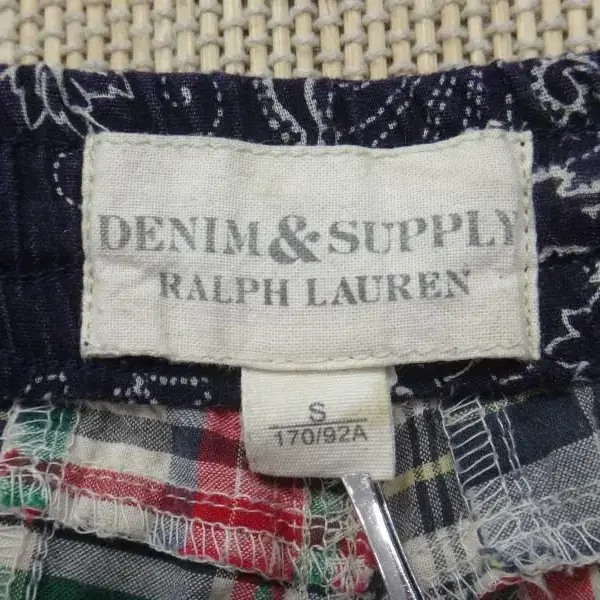 DENIM & SUPPLY
RALPH LAUREN
S
170/92A